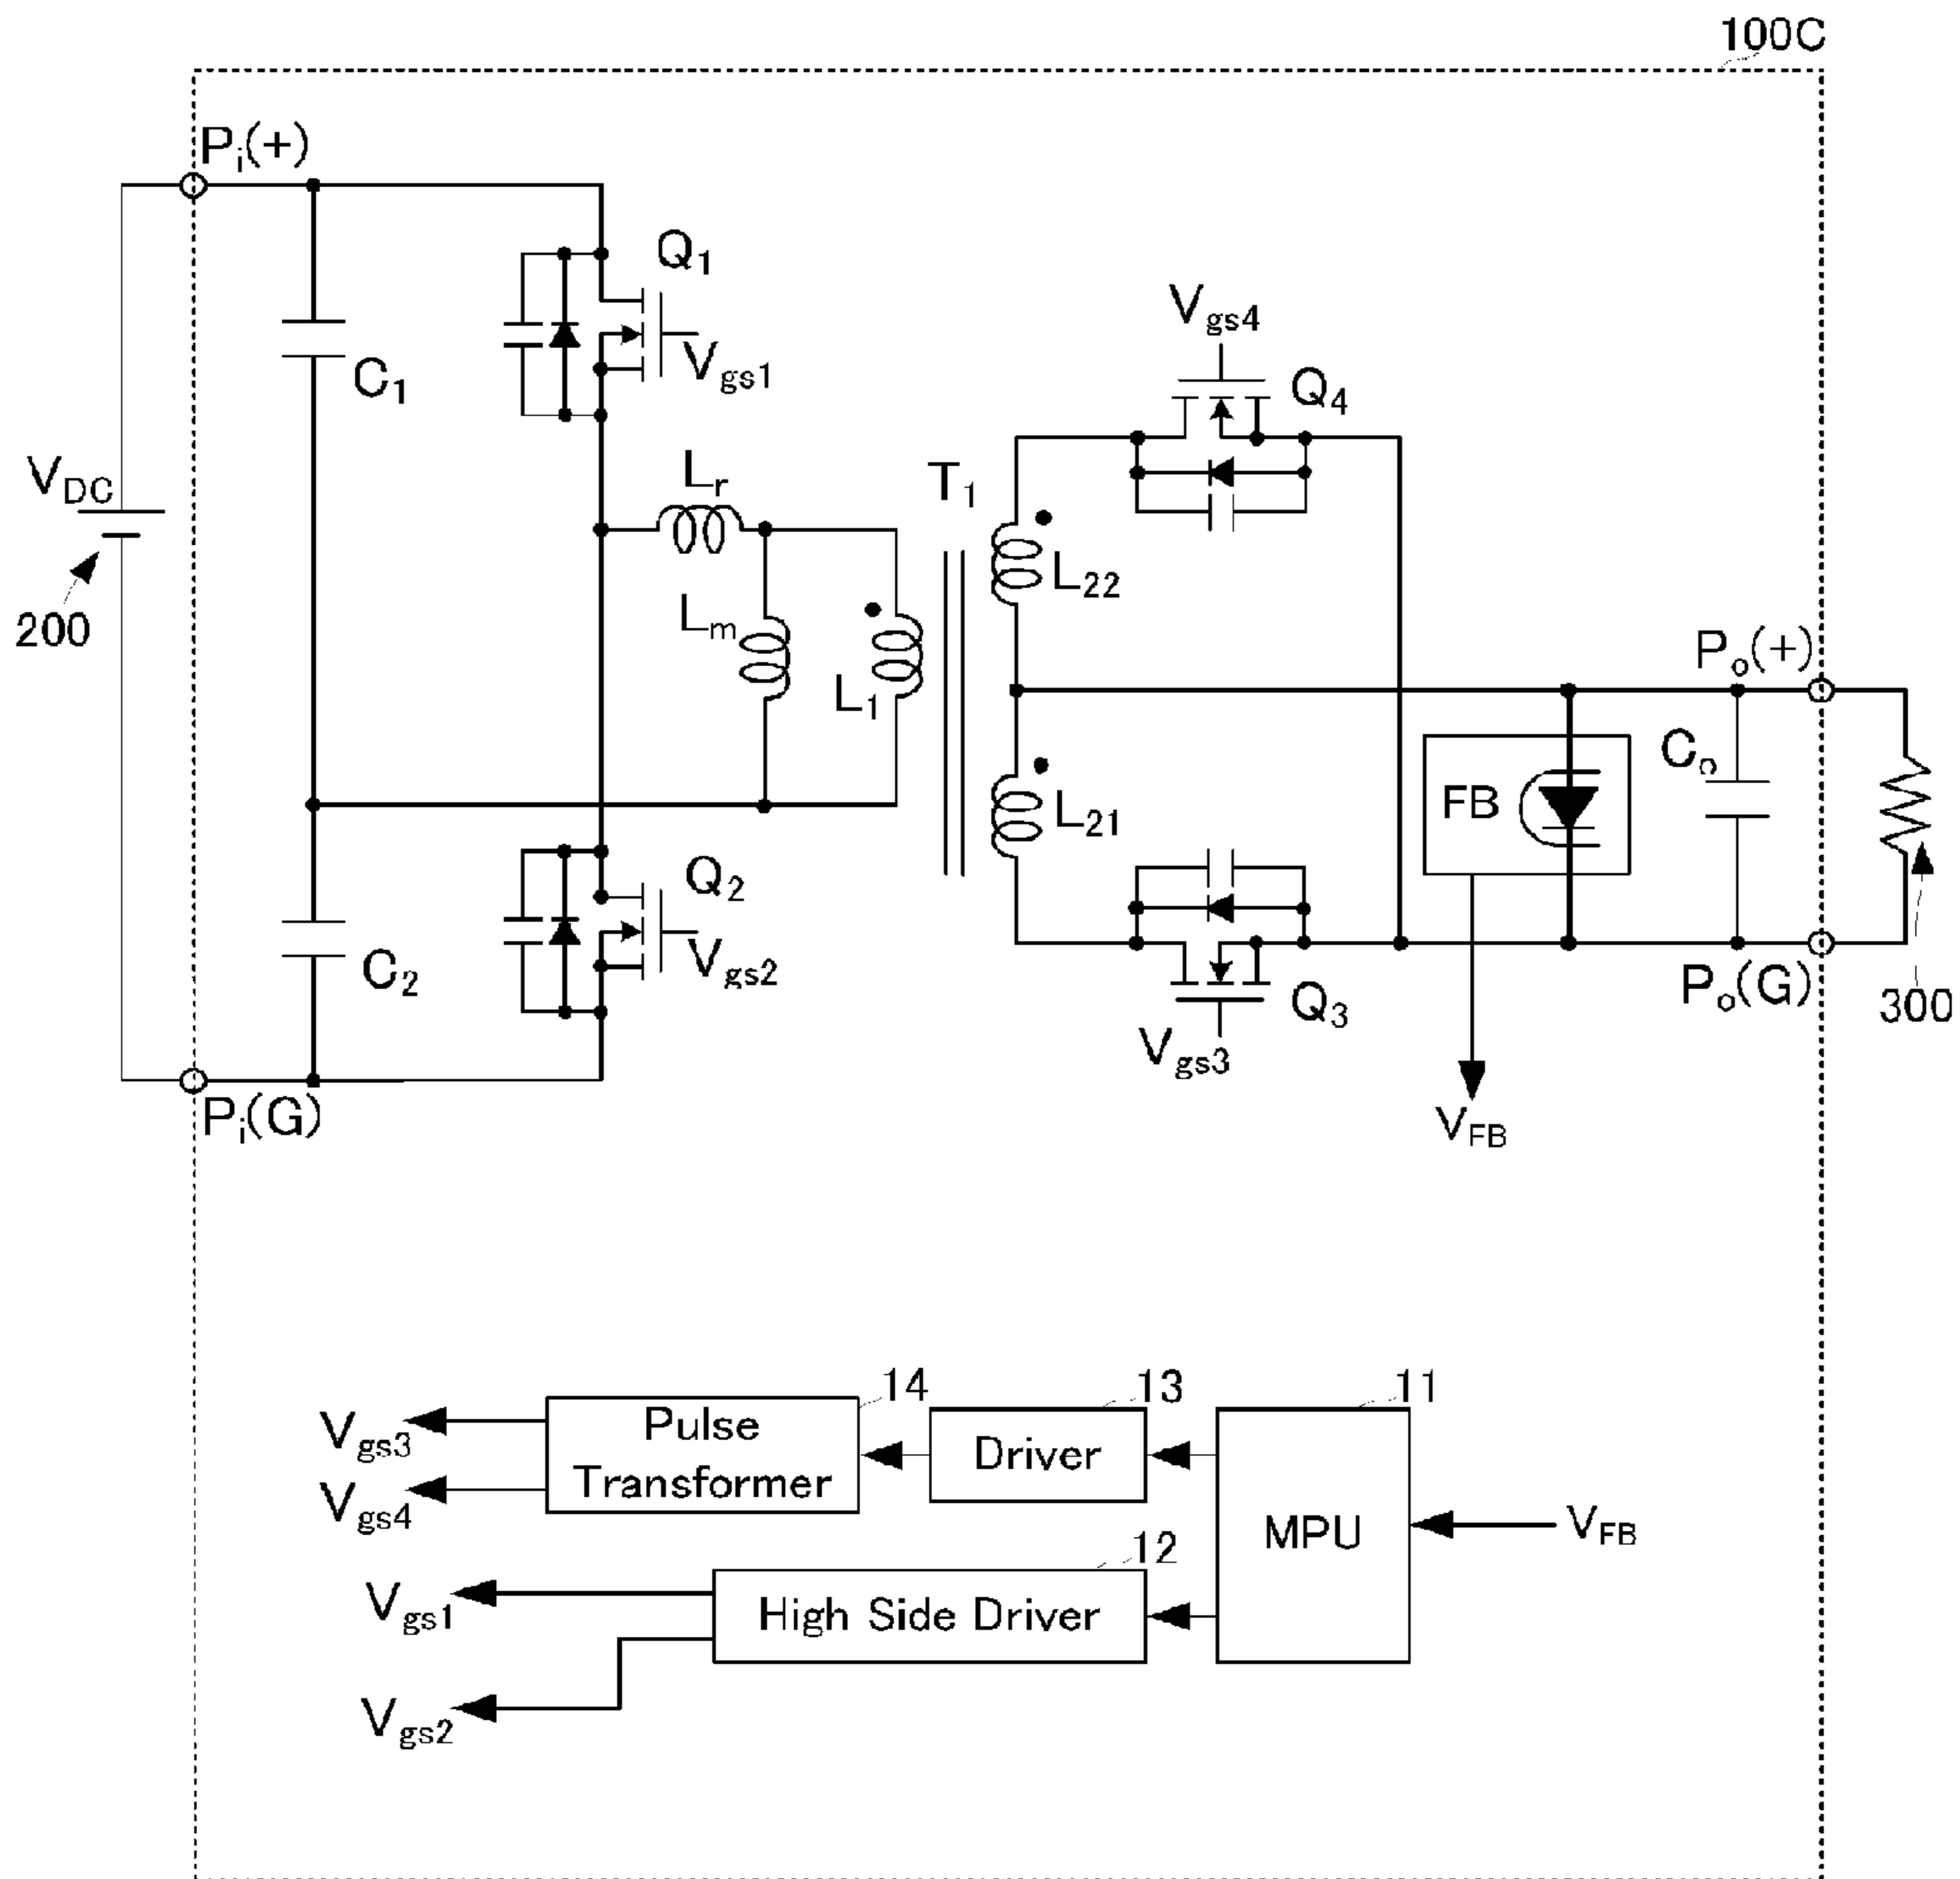 100C
Pi(+)
Q1
Vgs1
C1
Vgs4
Q4
VDC
200
Lr
T1
L22
Lm
L1
Po(+)
Co
FB
L21
Q2
Vgs2
C2
Q3
Vgs3
Po(G)
300
Pi(G)
VFB
14
13
11
Vgs3
Vgs4
Pulse
Transformer
Driver
MPU
VFB
12
Vgs1
High Side Driver
Vgs2